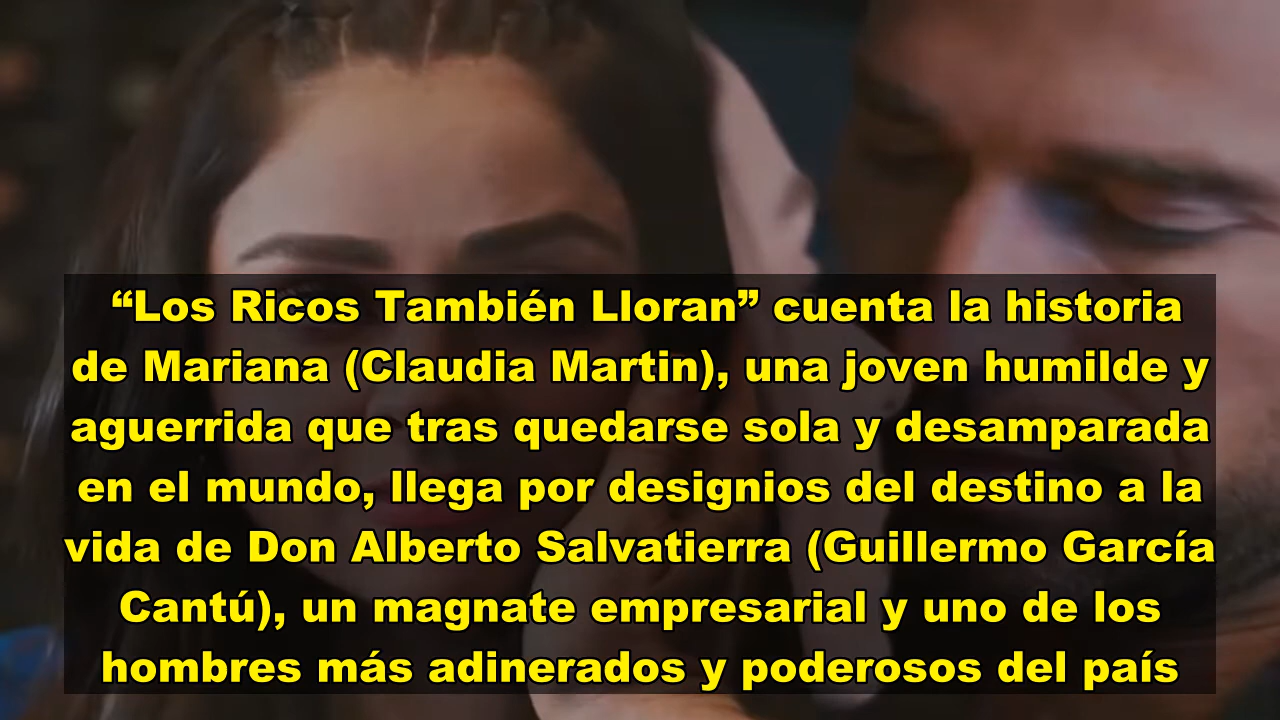 “Los Ricos También Lloran” cuenta la historia
de Mariana (Claudia Martin), una joven humilde y
aguerrida que tras quedarse sola y desamparada
en el mundo, llega por designios del destino a la
vida de Don Alberto Salvatierra (Guillermo García
Cantú), un magnate empresarial y uno de los
hombres más adinerados y poderosos del país